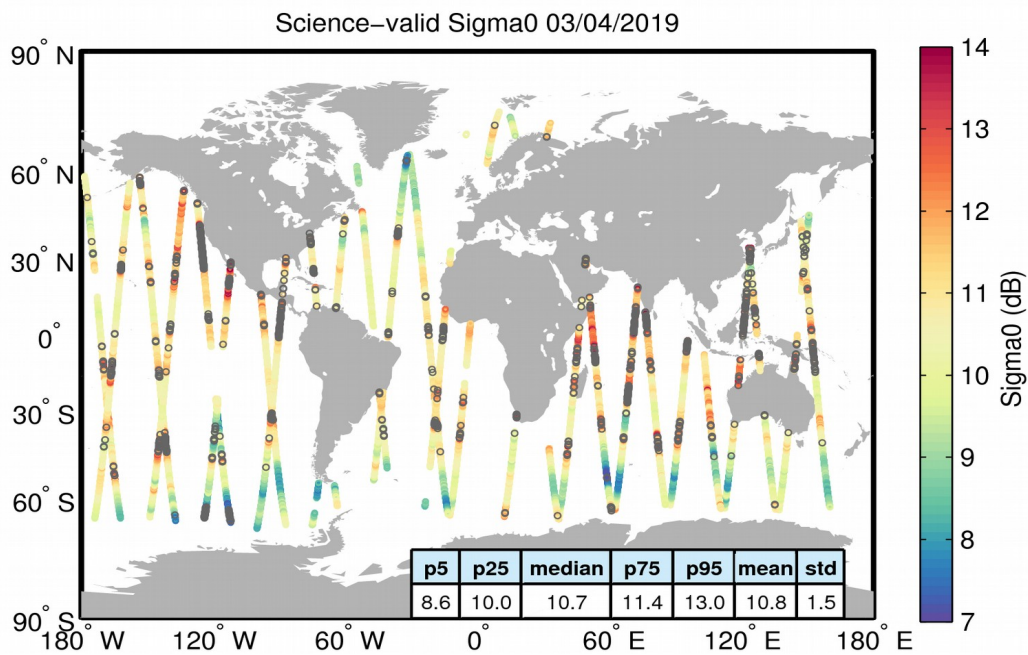 Science−valid Sigma0 03/04/2019
90° N
60° N
30° N
0°
30° S
60° S
90° S
180° W
120° W
60° W
0°
60° E
120° E
180° E
p5 p25 median p75 p95 mean std
8.6 10.0 10.7 11.4 13.0 10.8 1.5
14
13
12
11
10
9
8
7
Sigma0 (dB)